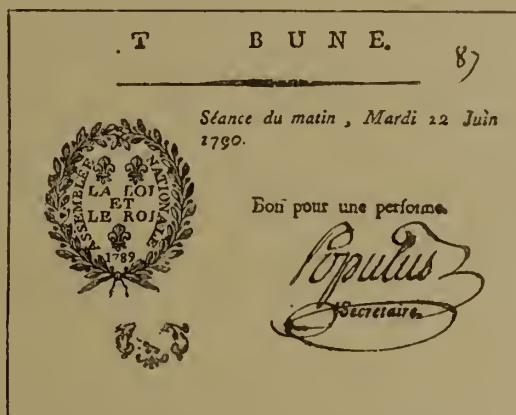 .T B U N E.
87
Séance du matin, Mardi 22 Juin
1790.
ASSEMBLÉE NATIONALE
LA LOI
ET
LE ROI
1789
Bon pour une personne.
Populus
Secretaire.